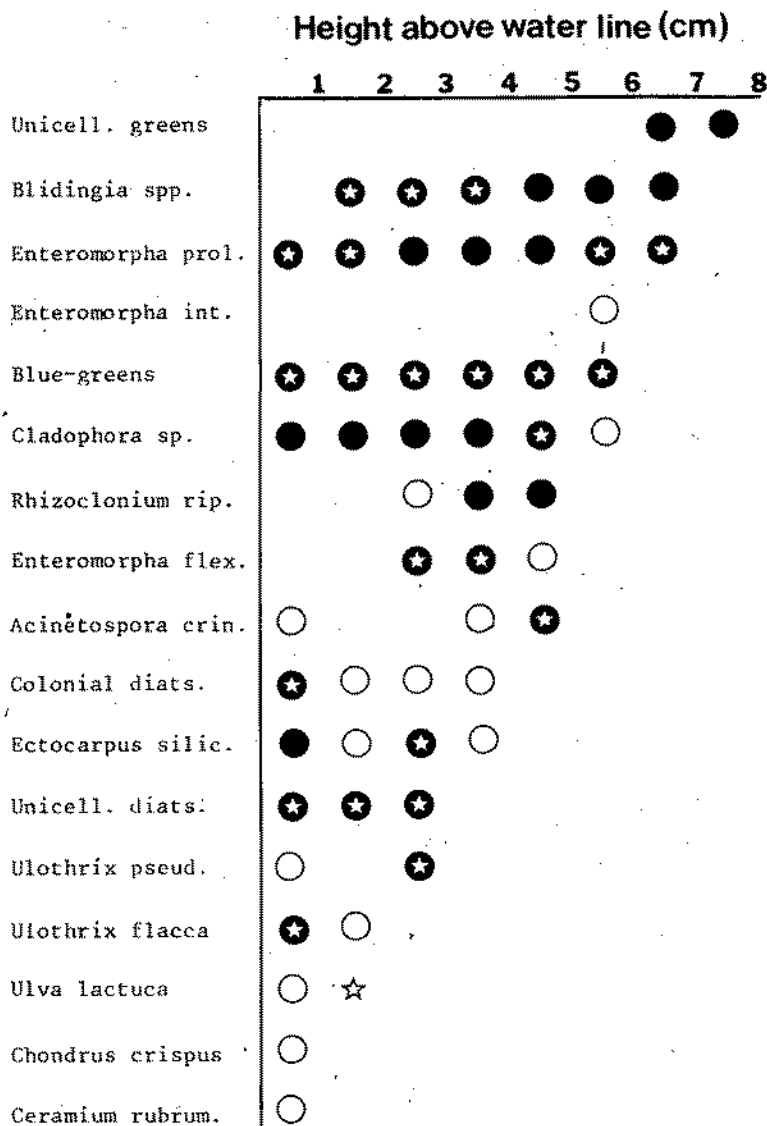 Height above water line (cm)
1 2 3 4 5 6 7 8
Unicell. greens
Blidingia spp.
Enteromorpha prol.
Enteromorpha int.
Blue-greens
Cladophora sp.
Rhizoclonium rip.
Enteromorpha flex.
Acinetospora crin.
Colonial diats.
Ectocarpus silic.
Unicell. diats.
Ulothrix pseud.
Ulothrix flacca
Ulva lactuca
Chondrus crispus
Ceramium rubrum.